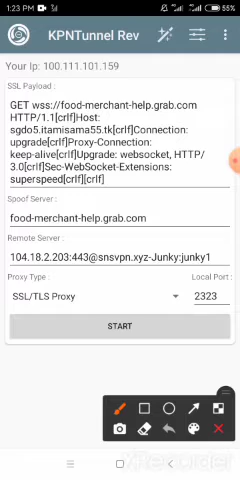 1:23 PM
55%
KPNTunnel Rev
Your Ip: 100.111.101.159
SSL Payload :
GET wss://food-merchant-help.grab.com
HTTP/1.1[crlf]Host:
sgdo5.itamisama55.tk[crlf]Connection:
upgrade[crlf]Proxy-Connection:
keep-alive[crlf]Upgrade: websocket, HTTP/
3.0[crlf]Sec-WebSocket-Extensions:
superspeed[crlf][crlf]
Spoof Server :
food-merchant-help.grab.com
Remote Server :
104.18.2.203:443@snsvpn.xyz-Junky:junky1
Proxy Type :
Local Port :
SSL/TLS Proxy
2323
START
XRecorder